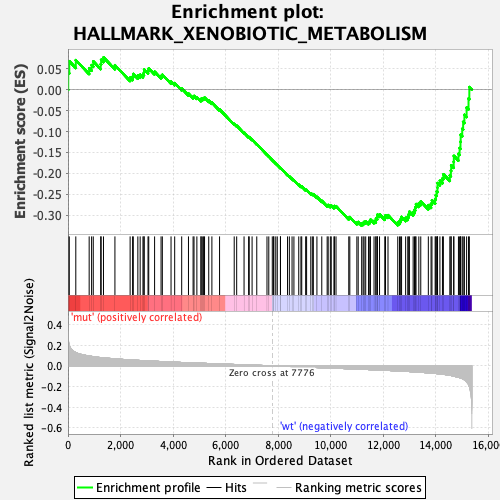 Enrichment plot:
HALLMARK_XENOBIOTIC_METABOLISM
Enrichment score (ES)
0.05
0.00
-0.05
-0.10
-0.15
-0.20
-0.25
-0.30
'mut' (positively correlated)
Ranked list metric (Signal2Noise)
0.4
0.2
0.0
-0.2
-0.4
-0.6
Zero cross at 7776
'wt' (negatively correlated)
0
2,000
4,000
6,000
8,000
10,000
12,000
14,000
16,000
Rank in Ordered Dataset
Enrichment profile
Hits
Ranking metric scores